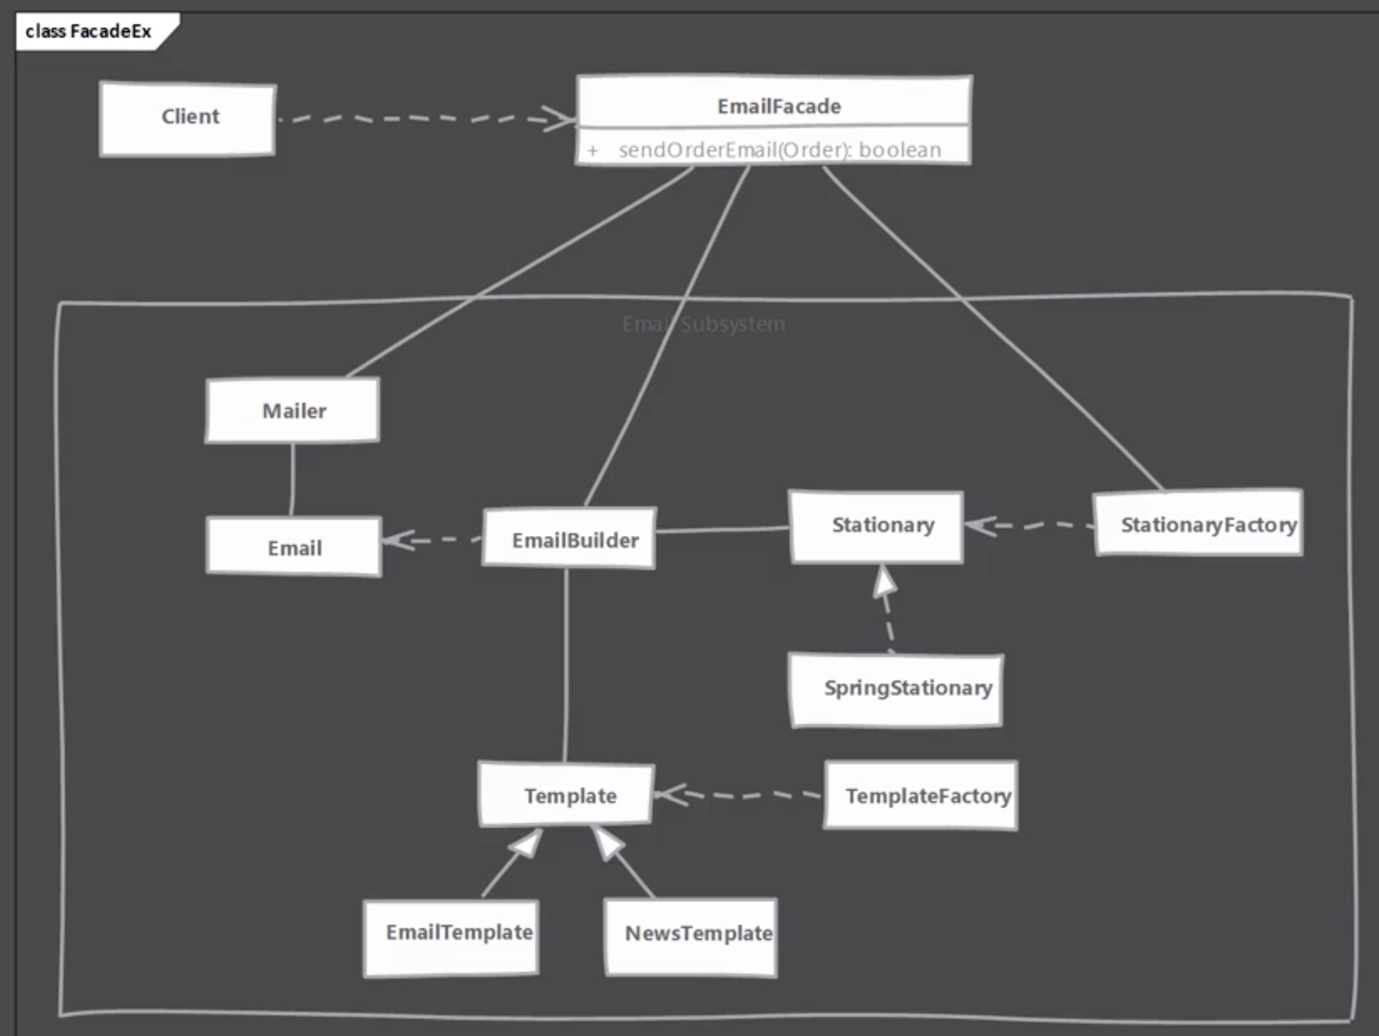 class FacadeEx
Client
EmailFacade
+ sendOrderEmail(Order): boolean
Email Subsystem
Mailer
Email
EmailBuilder
Stationary
StationaryFactory
SpringStationary
Template
TemplateFactory
EmailTemplate
NewsTemplate